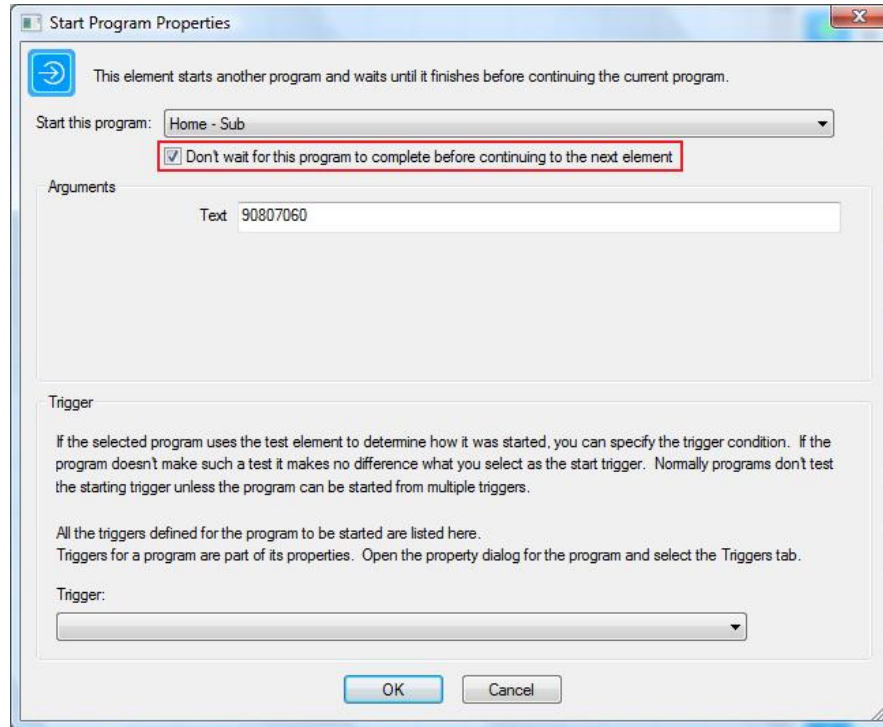 Start Program Properties
This element starts another program and waits until it finishes before continuing the current program.
Start this program: Home - Sub
Don't wait for this program to complete before continuing to the next element
Arguments
Text 90807060
Trigger
If the selected program uses the test element to determine how it was started, you can specify the trigger condition. If the
program doesn't make such a test it makes no difference what you select as the start trigger. Normally programs don't test
the starting trigger unless the program can be started from multiple triggers.
All the triggers defined for the program to be started are listed here.
Triggers for a program are part of its properties. Open the property dialog for the program and select the Triggers tab.
Trigger:
OK Cancel